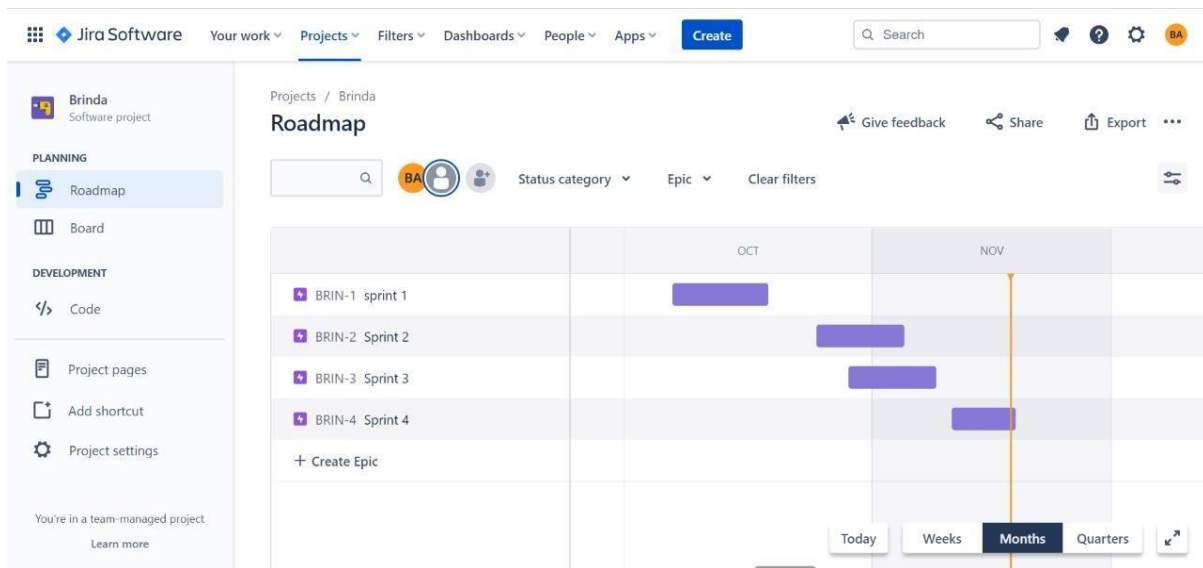 Jira Software Your work Projects Filters Dashboards People Apps Create Search BA
Brinda
Software project
PLANNING
Roadmap
Board
DEVELOPMENT
Code
Project pages
Add shortcut
Project settings
You're in a team-managed project
Learn more
Projects / Brinda
Roadmap
Give feedback Share Export
BA Status category Epic Clear filters
OCT NOV
BRIN-1 sprint 1
BRIN-2 Sprint 2
BRIN-3 Sprint 3
BRIN-4 Sprint 4
+ Create Epic
Today Weeks Months Quarters